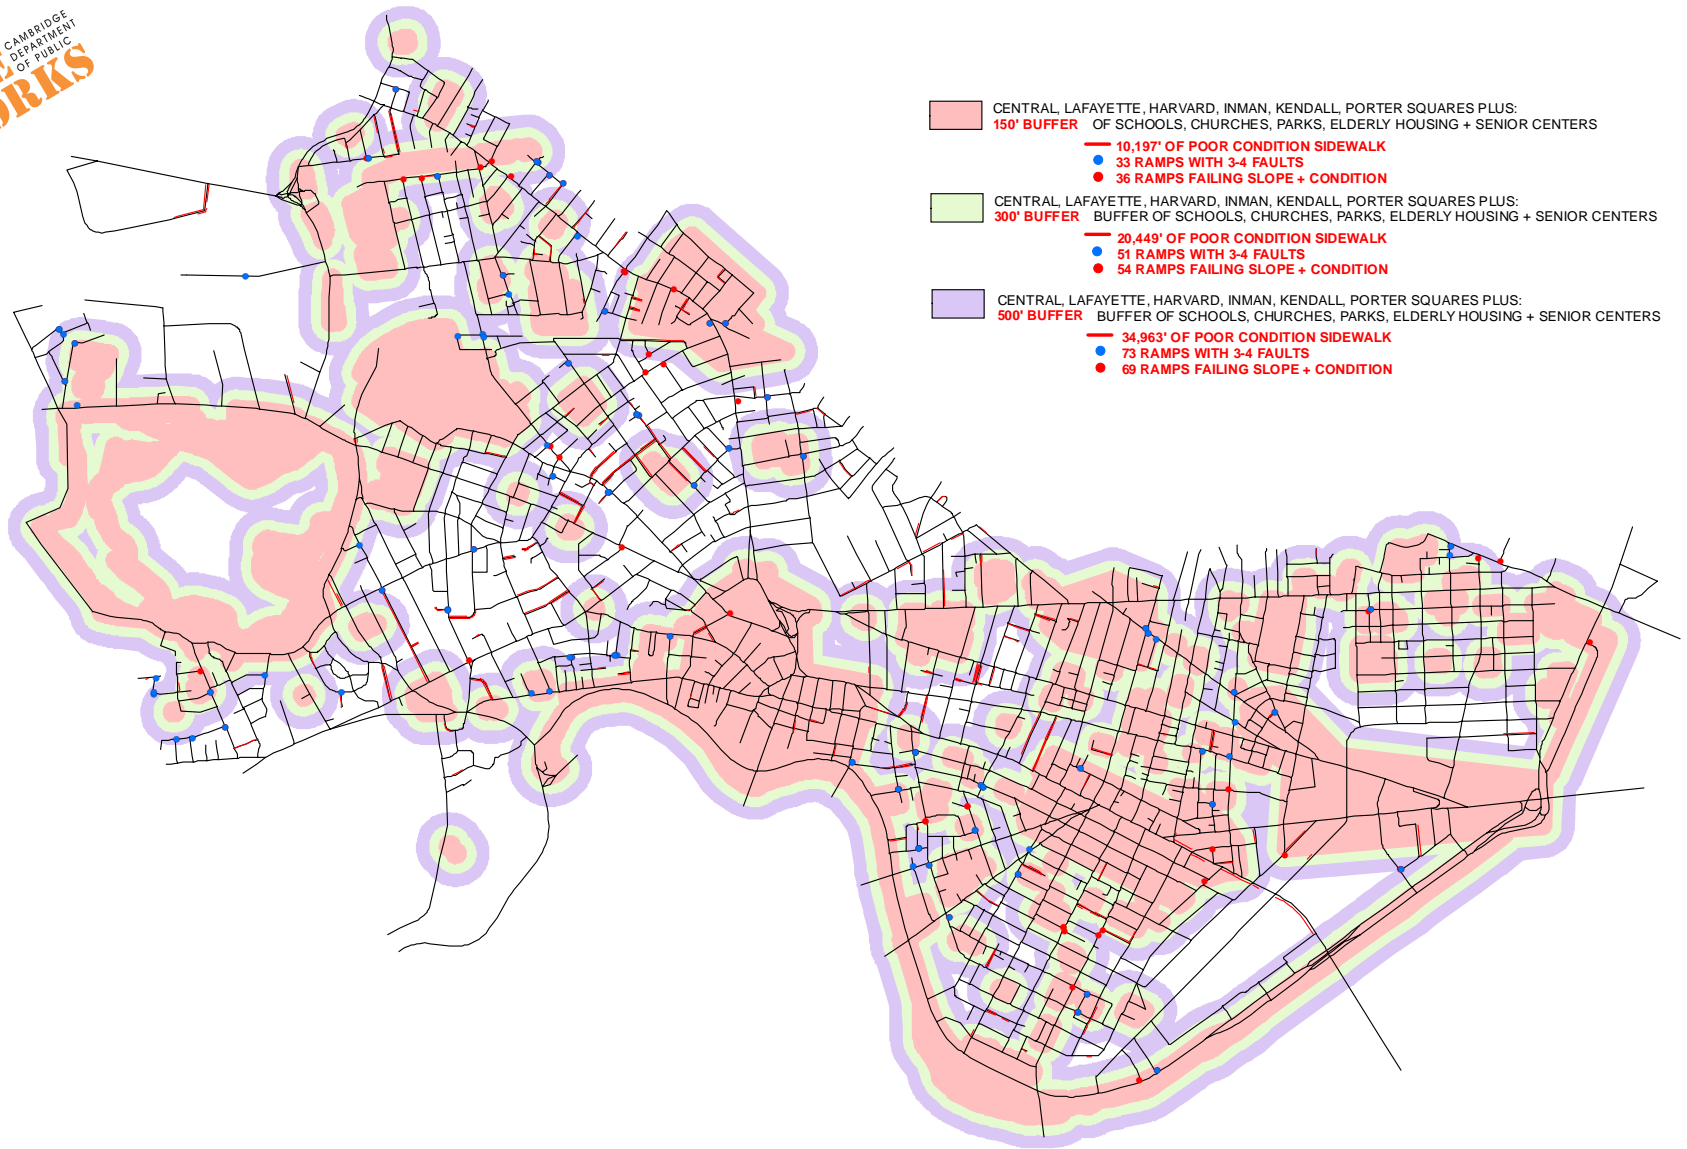 CAMBRIDGE
DEPARTMENT
OF PUBLIC
CENTRAL, LAFAYETTE, HARVARD, INMAN, KENDALL, PORTER SQUARES PLUS:
150' BUFFER OF SCHOOLS, CHURCHES, PARKS, ELDERLY HOUSING + SENIOR CENTERS
10,197' OF POOR CONDITION SIDEWALK
33 RAMPS WITH 3-4 FAULTS
36 RAMPS FAILING SLOPE + CONDITION
CENTRAL, LAFAYETTE, HARVARD, INMAN, KENDALL, PORTER SQUARES PLUS:
300' BUFFER BUFFER OF SCHOOLS, CHURCHES, PARKS, ELDERLY HOUSING + SENIOR CENTERS
20,449' OF POOR CONDITION SIDEWALK
51 RAMPS WITH 3-4 FAULTS
54 RAMPS FAILING SLOPE + CONDITION
CENTRAL, LAFAYETTE, HARVARD, INMAN, KENDALL, PORTER SQUARES PLUS:
500' BUFFER BUFFER OF SCHOOLS, CHURCHES, PARKS, ELDERLY HOUSING + SENIOR CENTERS
34,963' OF POOR CONDITION SIDEWALK
73 RAMPS WITH 3-4 FAULTS
69 RAMPS FAILING SLOPE + CONDITION